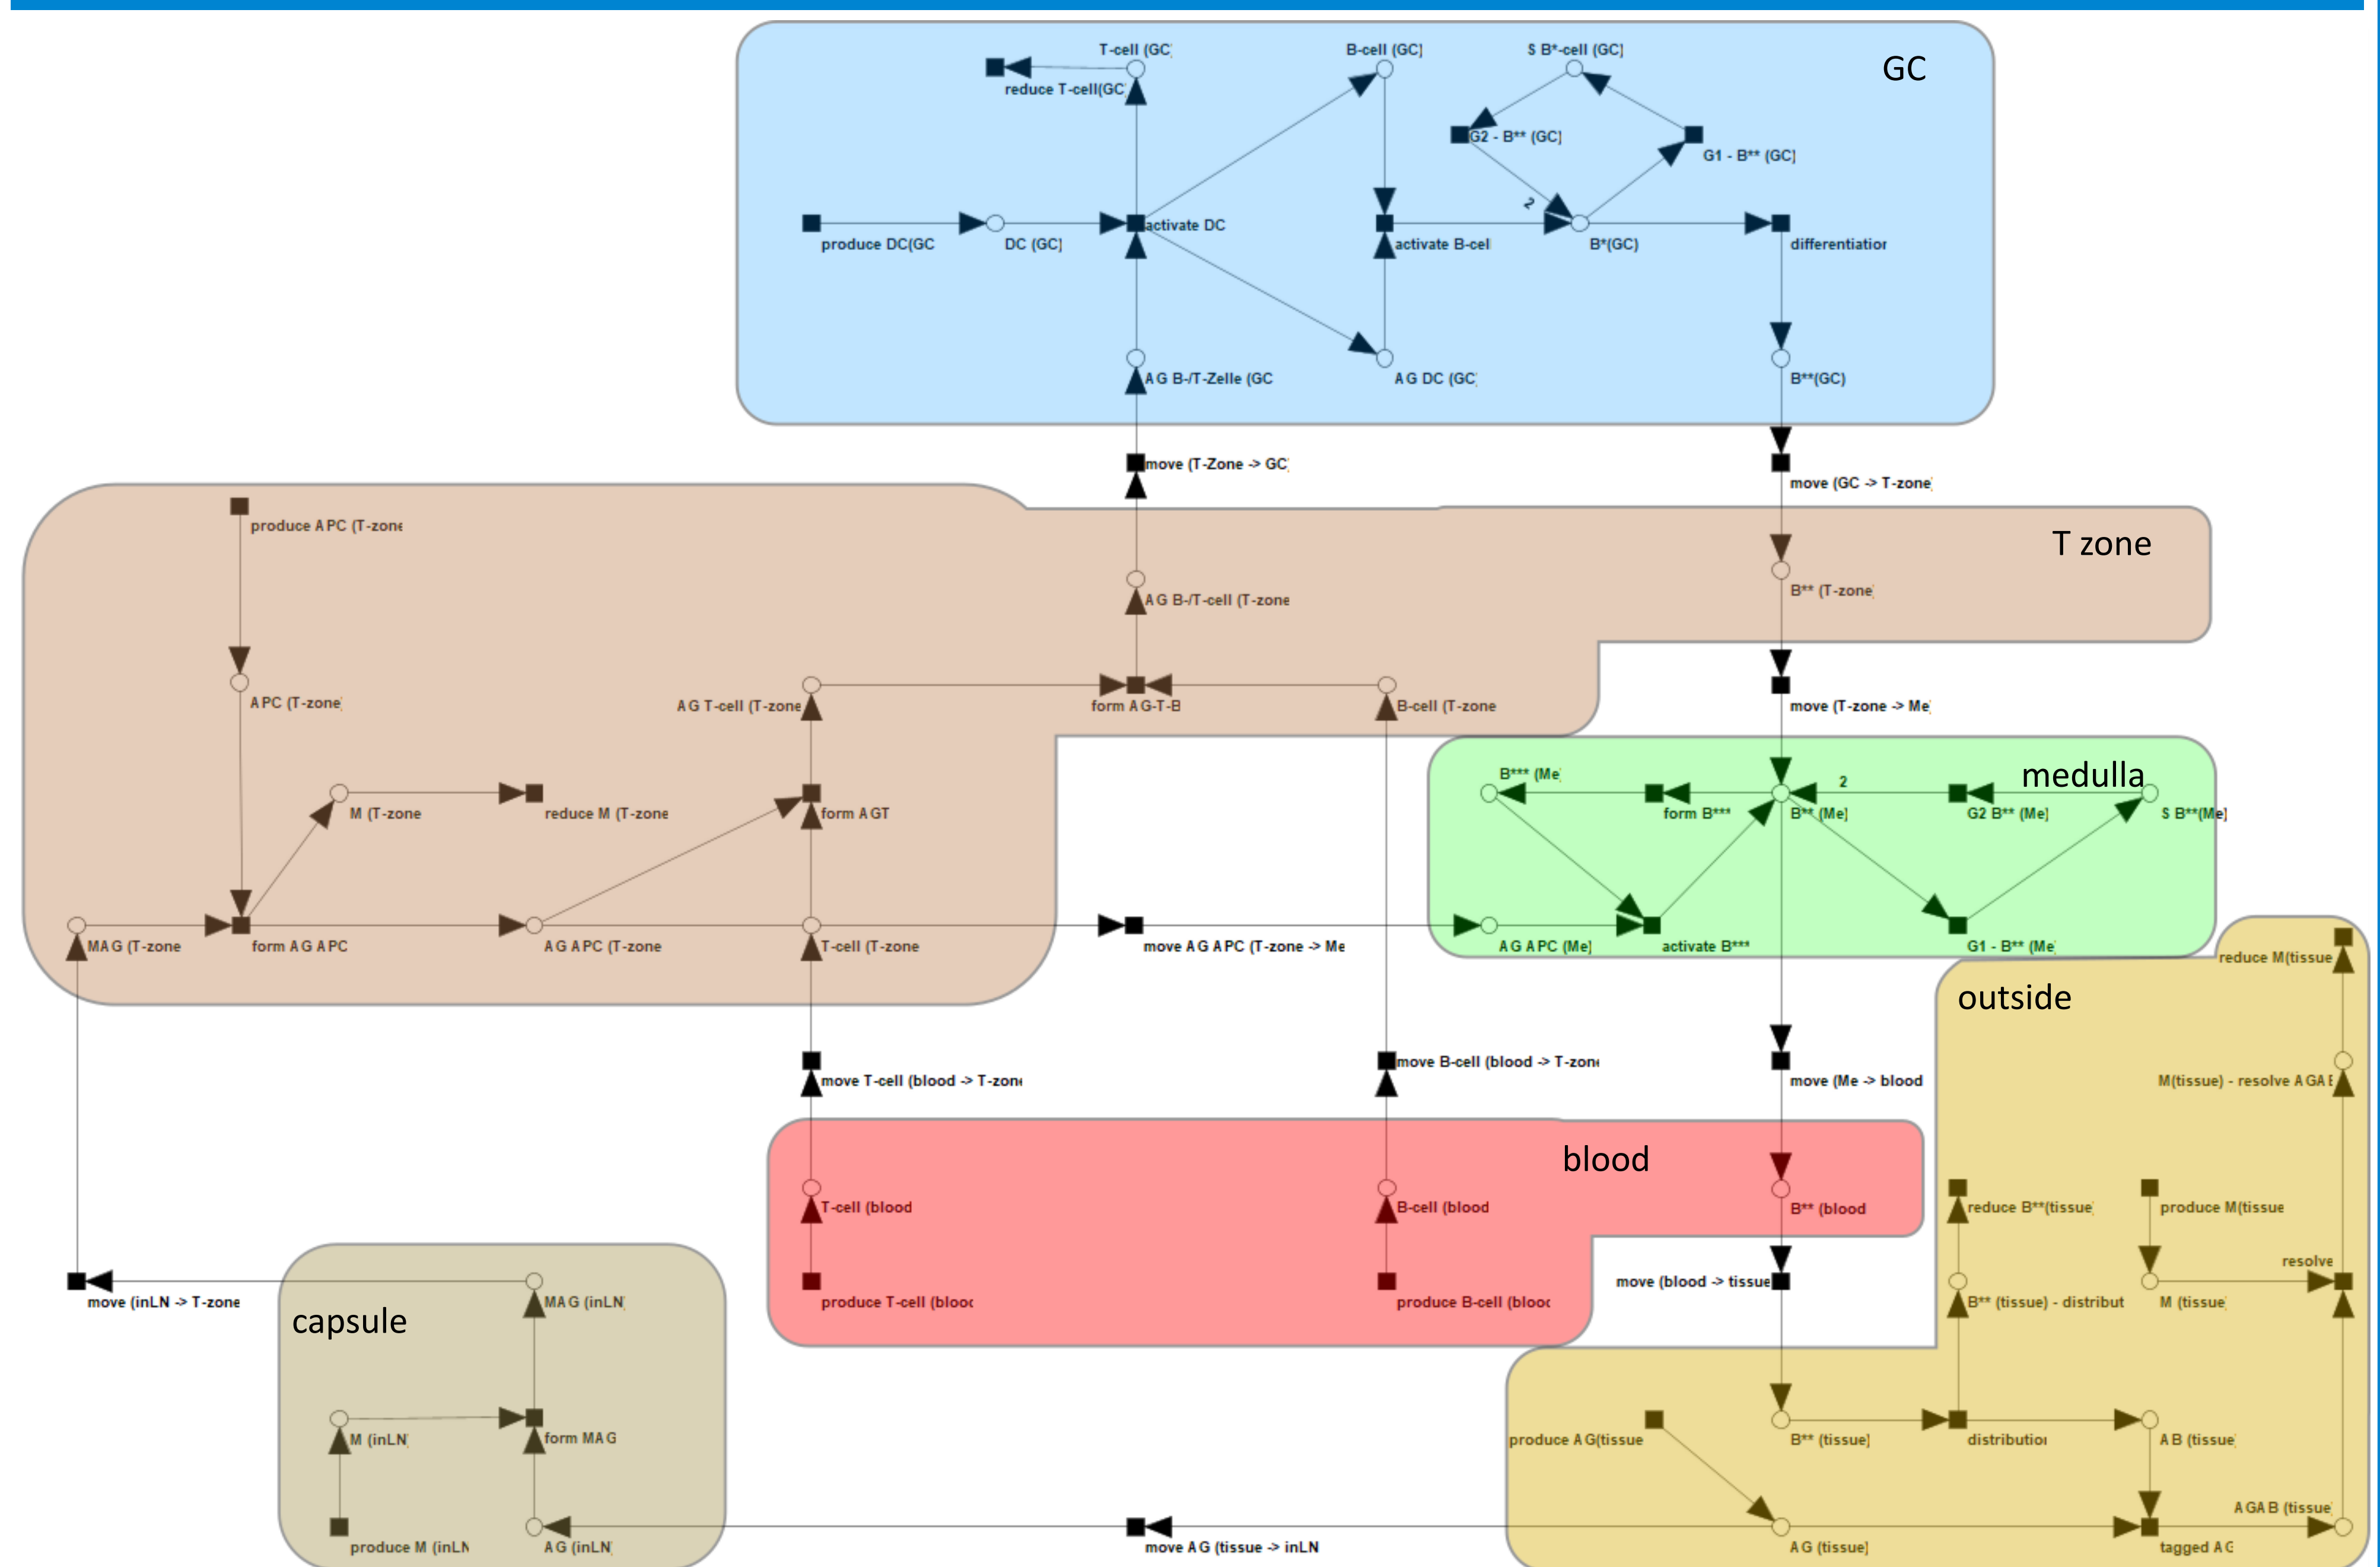 T-cell (GC)
B-cell (GC)
S B*-cell (GC)
GC
reduce T-cell(GC
G2 - B** (GC)
G1 - B** (GC)
2
produce DC(GC
DC (GC)
activate DC
activate B-cel
B*(GC)
differentiation
AG B-/T-Zelle (GC
AG DC (GC)
B**(GC)
move (T-Zone -> GC)
move (GC -> T-zone)
produce APC (T-zone
T zone
AG B-/T-cell (T-zone
B** (T-zone)
APC (T-zone)
AG T-cell (T-zone
form AG-T-B
B-cell (T-zone
move (T-zone -> Me)
B*** (Me)
2
medulla
M (T-zone
reduce M (T-zone
form AGT
form B***
B** (Me)
G2 B** (Me)
S B**(Me)
MAG (T-zone
form AG APC
AG APC (T-zone
T-cell (T-zone
move AG APC (T-zone -> Me
AG APC (Me)
activate B***
G1 - B** (Me)
reduce M(tissue
outside
move T-cell (blood -> T-zone
move B-cell (blood -> T-zone
move (Me -> blood
M(tissue) - resolve AGAB
blood
T-cell (blood
B-cell (blood
B** (blood
reduce B**(tissue)
produce M(tissue
resolve
move (inLN -> T-zone
MAG (inLN)
produce T-cell (blood
produce B-cell (blood
move (blood -> tissue
B** (tissue) - distribut
M (tissue)
capsule
M (inLN)
form MAG
produce AG(tissue
B** (tissue)
distribution
AB (tissue)
AGAB (tissue)
produce M (inLN
AG (inLN)
move AG (tissue -> inLN
AG (tissue)
tagged AG